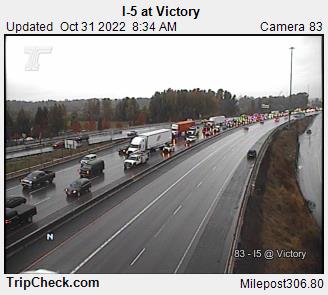 I-5 at Victory
Updated Oct 31 2022 8:34 AM Camera 83
T
N
83 - I5 @ Victory
TripCheck.com Milepost306.80